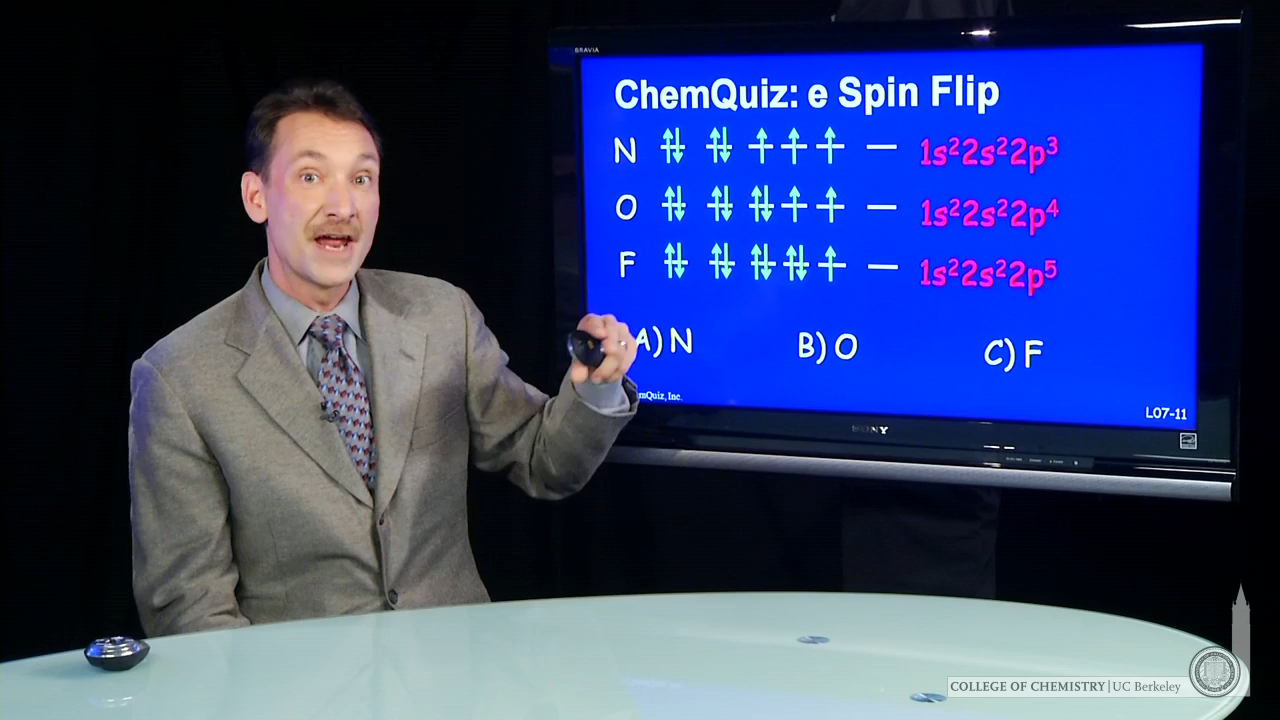 BRAVIA
ChemQuiz: e Spin Flip
N 1s²2s²2p³
O 1s²2s²2p⁴
F 1s²2s²2p⁵
A) N B) O C) F
mQuiz, Inc.
L07-11
SONY
COLLEGE OF CHEMISTRY | UC Berkeley